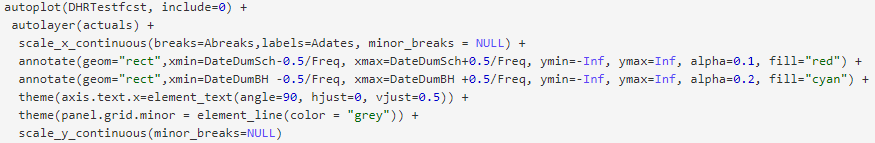 autoplot(DHRTestfcst, include=0) +
autolayer(actuals) +
scale_x_continuous(breaks=Abreaks,labels=Adates, minor_breaks = NULL) +
annotate(geom="rect",xmin=DateDumSch-0.5/Freq, xmax=DateDumSch+0.5/Freq, ymin=-Inf, ymax=Inf, alpha=0.1, fill="red") +
annotate(geom="rect",xmin=DateDumBH -0.5/Freq, xmax=DateDumBH +0.5/Freq, ymin=-Inf, ymax=Inf, alpha=0.2, fill="cyan") +
theme(axis.text.x=element_text(angle=90, hjust=0, vjust=0.5)) +
theme(panel.grid.minor = element_line(color = "grey")) +
scale_y_continuous(minor_breaks=NULL)